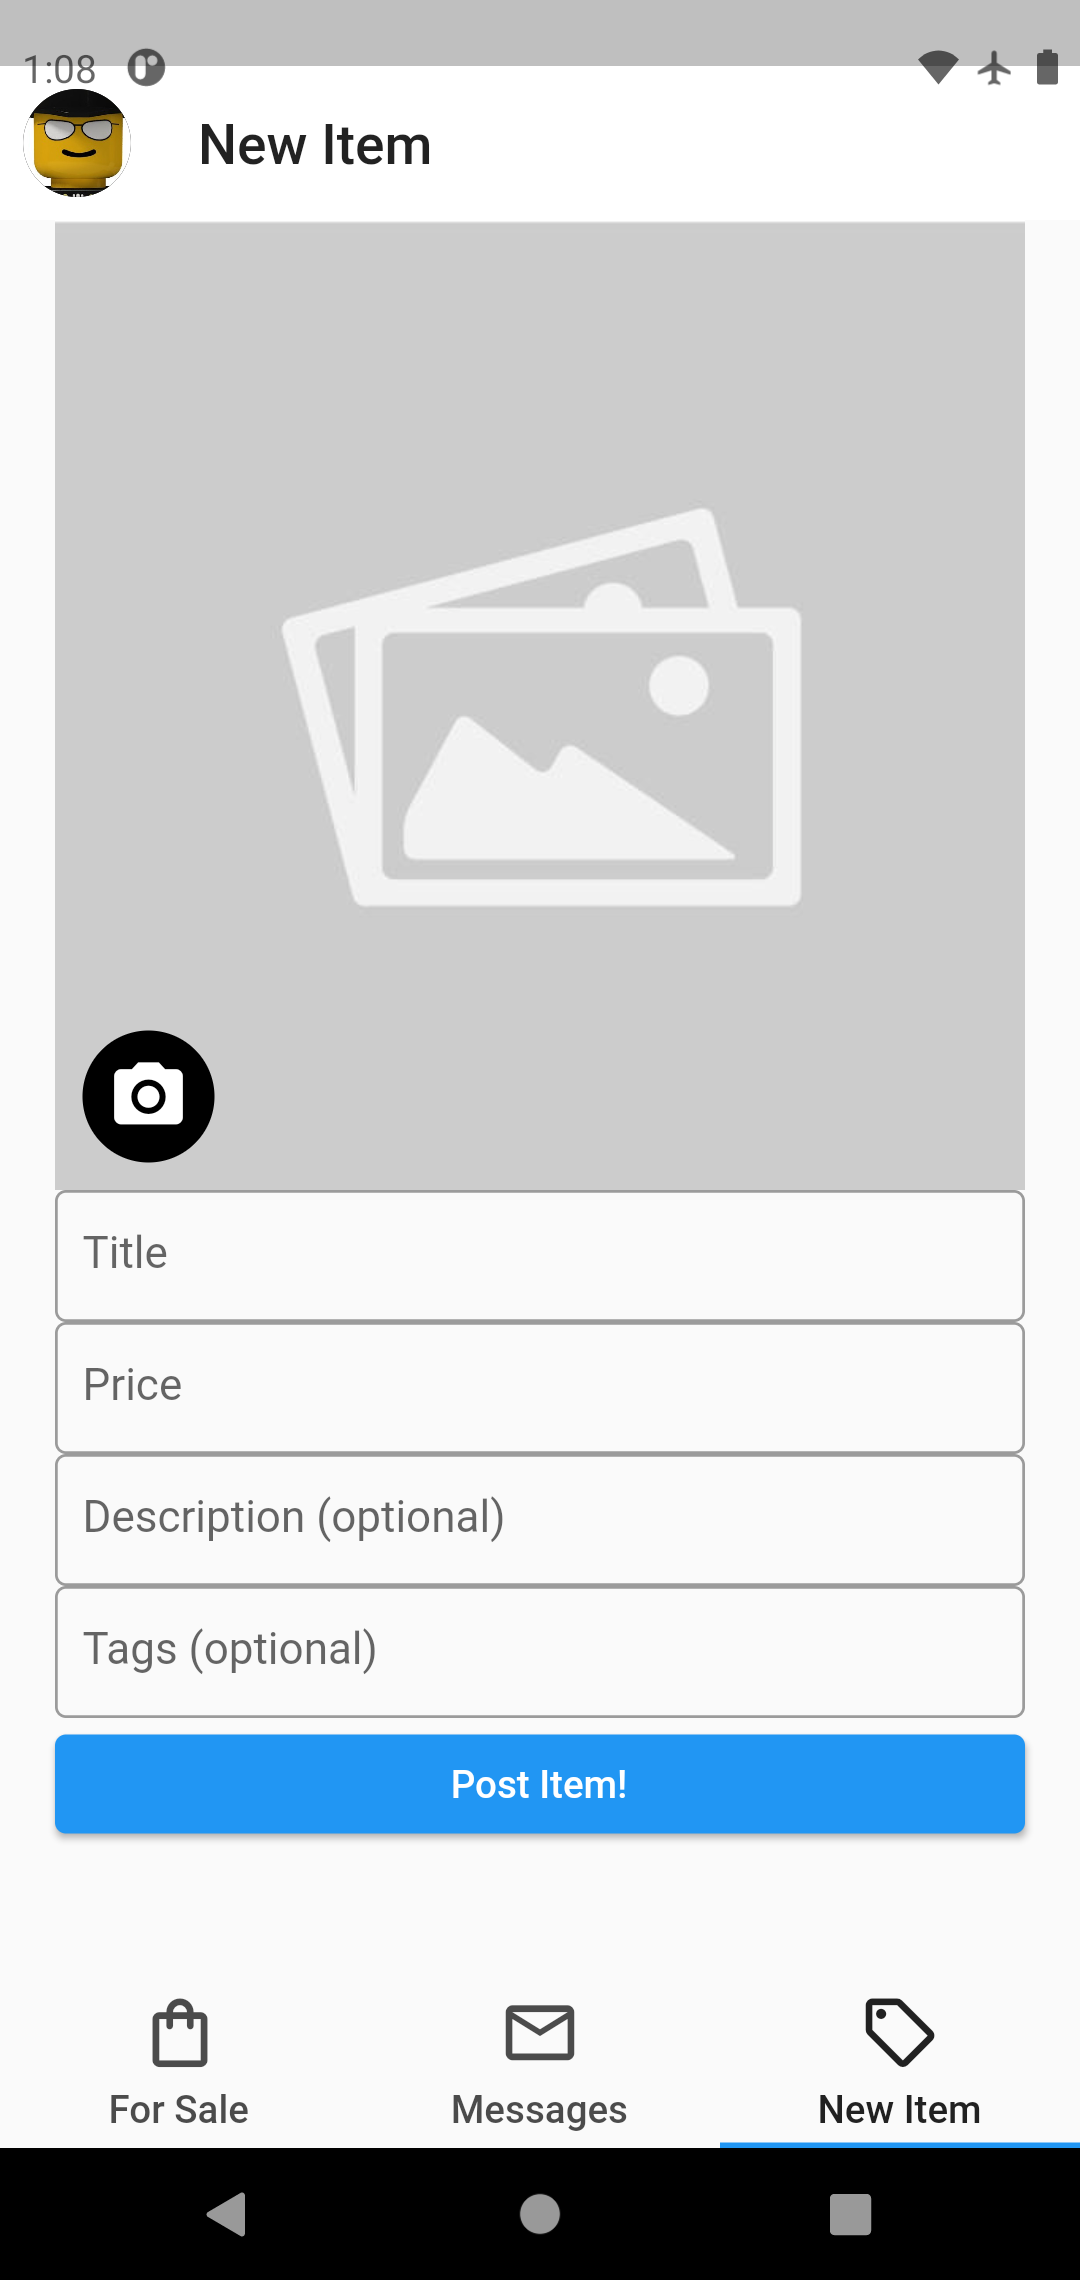 1:08
New Item
Title
Price
Description (optional)
Tags (optional)
Post Item!
For Sale
Messages
New Item